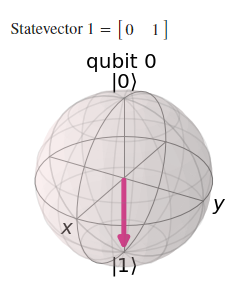 Statevector 1 = [0 1]
qubit 0
|0⟩
y
x
|1⟩